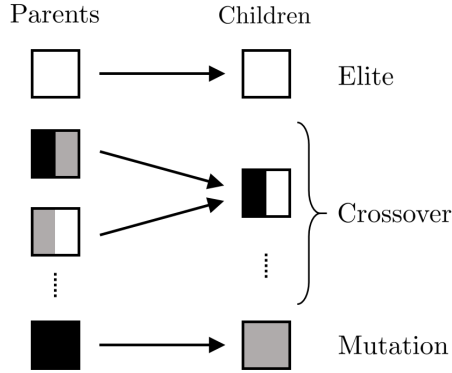 Parents
Children
Elite
Crossover
Mutation